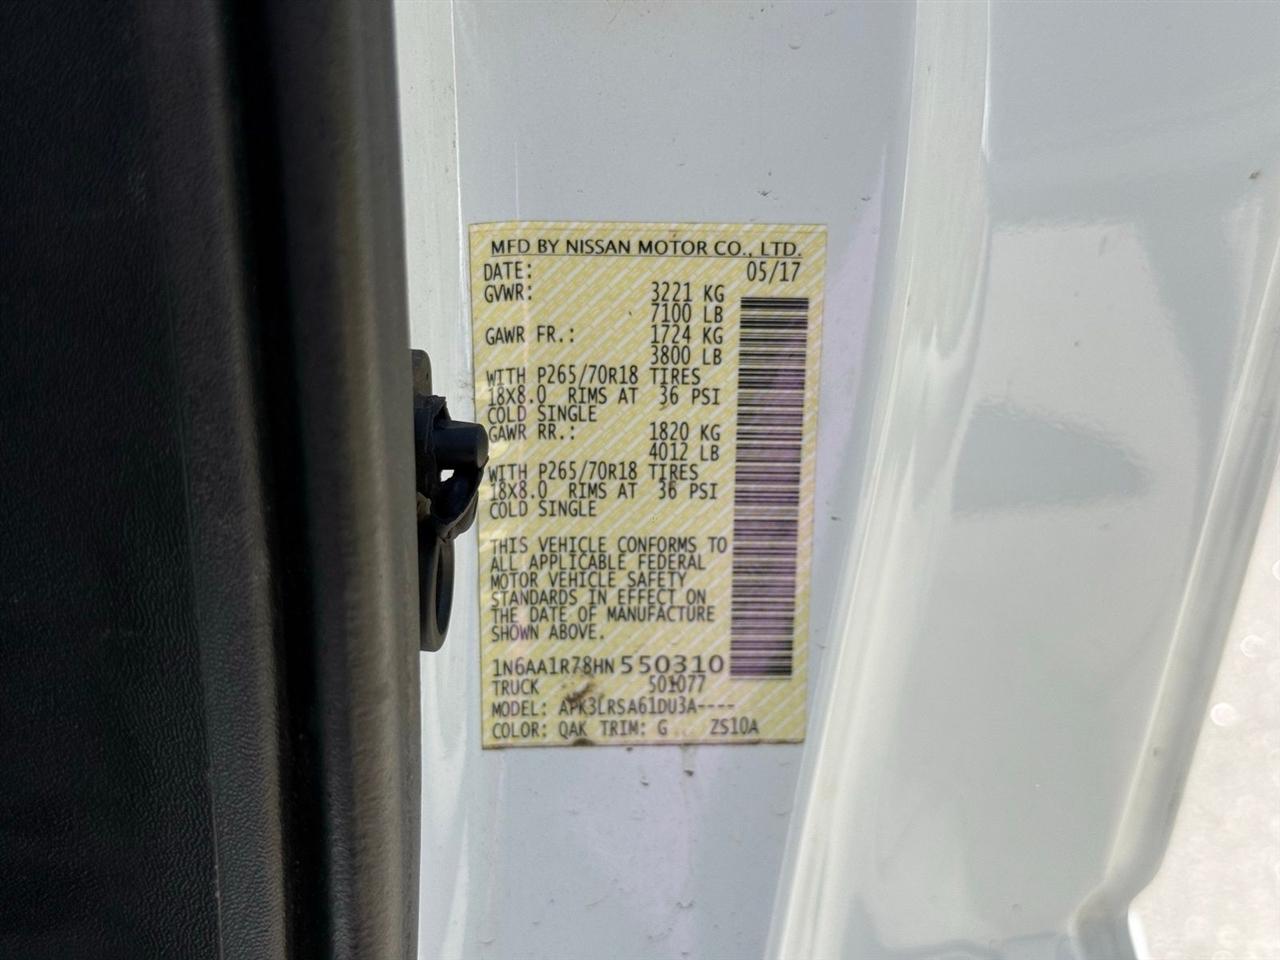 MFD BY NISSAN MOTOR CO., LTD.
DATE: 05/17
GVWR: 3221 KG
7100 LB
GAWR FR.: 1724 KG
3800 LB
WITH P265/70R18 TIRES
18X8.0 RIMS AT 36 PSI
COLD SINGLE
GAWR RR.: 1820 KG
4012 LB
WITH P265/70R18 TIRES
18X8.0 RIMS AT 36 PSI
COLD SINGLE
THIS VEHICLE CONFORMS TO
ALL APPLICABLE FEDERAL
MOTOR VEHICLE SAFETY
STANDARDS IN EFFECT ON
THE DATE OF MANUFACTURE
SHOWN ABOVE.
1N6AA1R78HN 550310
TRUCK 501077
MODEL: APK3LRSA61DU3A----
COLOR: QAK TRIM: G ZS10A